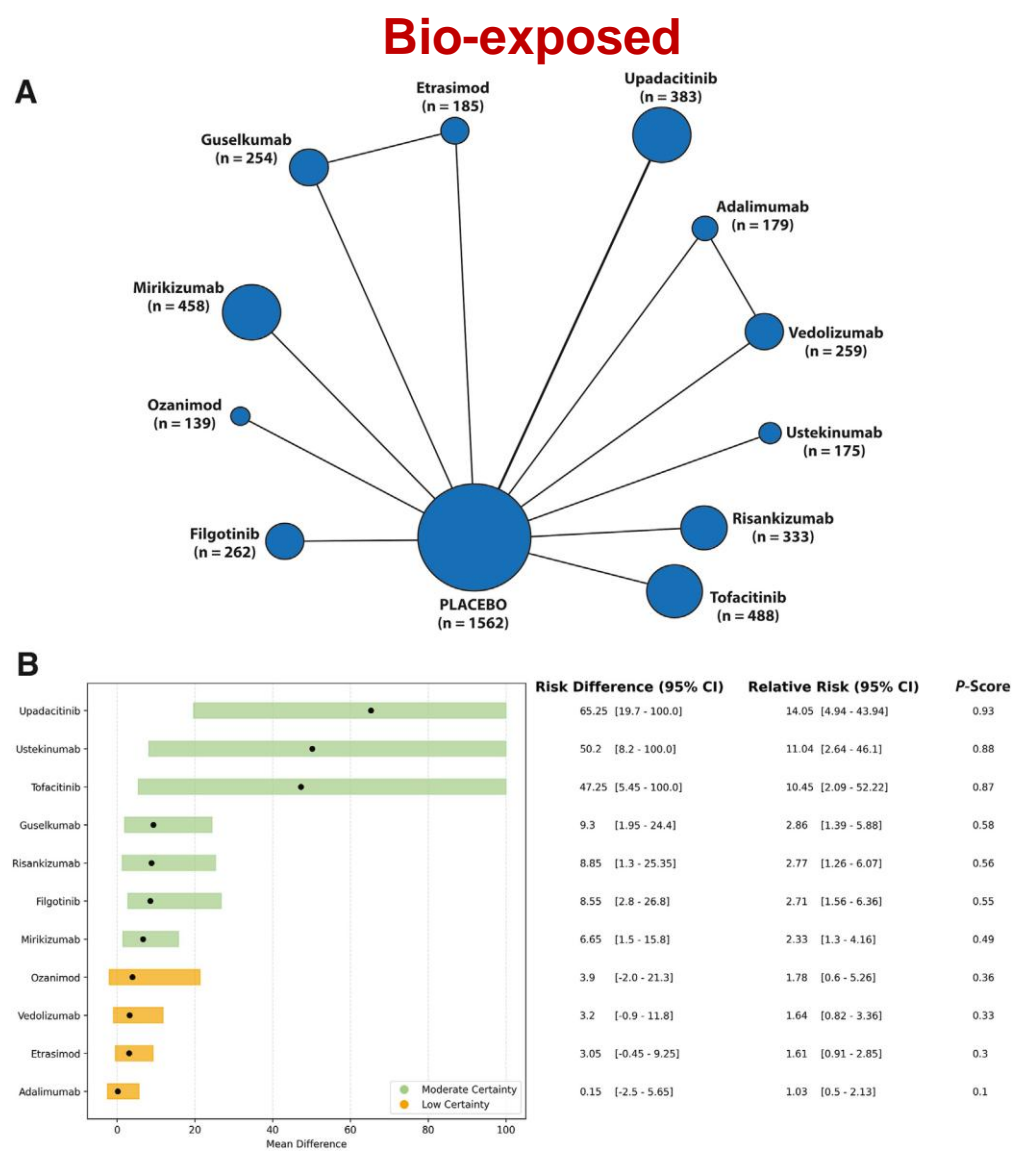 Bio-exposed
A
Etrasimod
(n = 185)
Upadacitinib
(n = 383)
Guselkumab
(n = 254)
Adalimumab
(n = 179)
Mirikizumab
(n = 458)
Vedolizumab
(n = 259)
Ozanimod
(n = 139)
Ustekinumab
(n = 175)
Filgotinib
(n = 262)
Risankizumab
(n = 333)
Tofacitinib
(n = 488)
PLACEBO
(n = 1562)
B
Risk Difference (95% CI) Relative Risk (95% CI) P-Score
Upadacitinib 65.25 [19.7 - 100.0] 14.05 [4.94 - 43.94] 0.93
Ustekinumab 50.2 [8.2 - 100.0] 11.04 [2.64 - 46.1] 0.88
Tofacitinib 47.25 [5.45 - 100.0] 10.45 [2.09 - 52.22] 0.87
Guselkumab 9.3 [1.95 - 24.4] 2.86 [1.39 - 5.88] 0.58
Risankizumab 8.85 [1.3 - 25.35] 2.77 [1.26 - 6.07] 0.56
Filgotinib 8.55 [2.8 - 26.8] 2.71 [1.56 - 6.36] 0.55
Mirikizumab 6.65 [1.5 - 15.8] 2.33 [1.3 - 4.16] 0.49
Ozanimod 3.9 [-2.0 - 21.3] 1.78 [0.6 - 5.26] 0.36
Vedolizumab 3.2 [-0.9 - 11.8] 1.64 [0.82 - 3.36] 0.33
Etrasimod 3.05 [-0.45 - 9.25] 1.61 [0.91 - 2.85] 0.3
Adalimumab 0.15 [-2.5 - 5.65] 1.03 [0.5 - 2.13] 0.1
Moderate Certainty
Low Certainty
0 20 40 60 80 100
Mean Difference